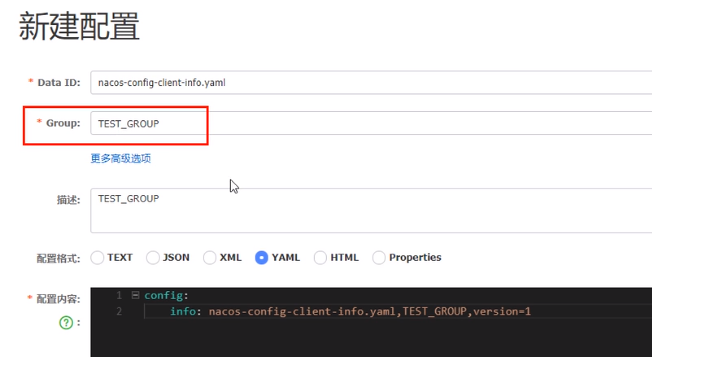 新建配置
* Data ID: nacos-config-client-info.yaml
* Group: TEST_GROUP
更多高级选项
描述: TEST_GROUP
配置格式: TEXT JSON XML YAML HTML Properties
* 配置内容: 1 config:
? : 2 info: nacos-config-client-info.yaml,TEST_GROUP,version=1